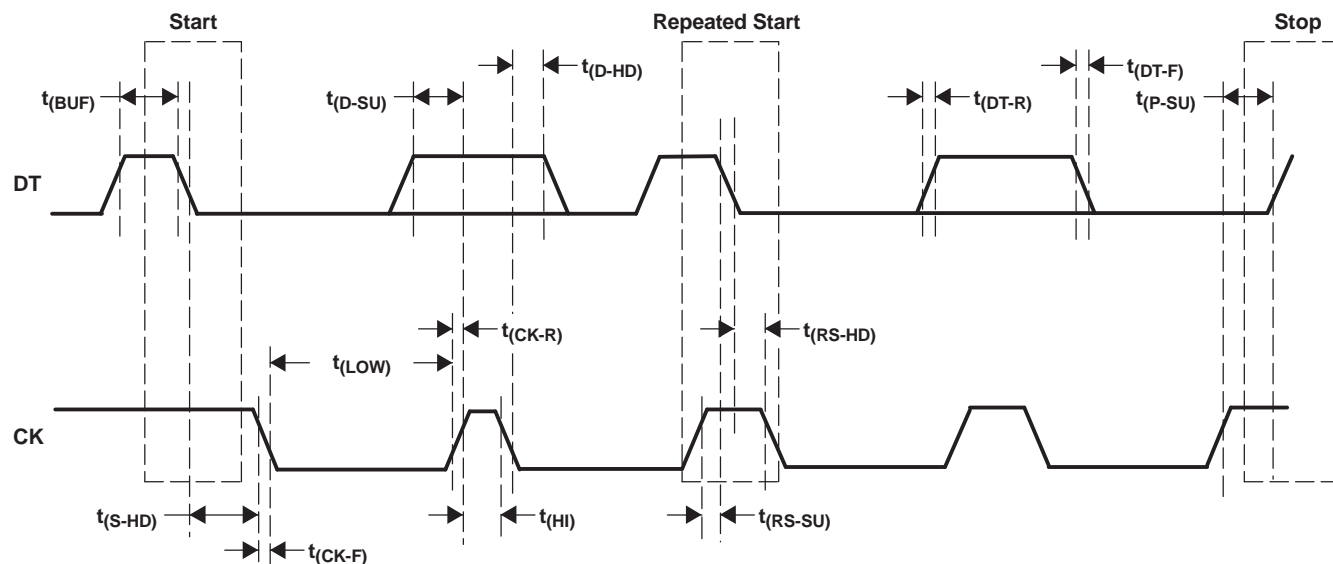 Start
Repeated Start
Stop
t(BUF)
t(D-SU)
t(D-HD)
t(DT-R)
t(DT-F)
t(P-SU)
DT
t(LOW)
t(CK-R)
t(RS-HD)
CK
t(S-HD)
t(CK-F)
t(HI)
t(RS-SU)